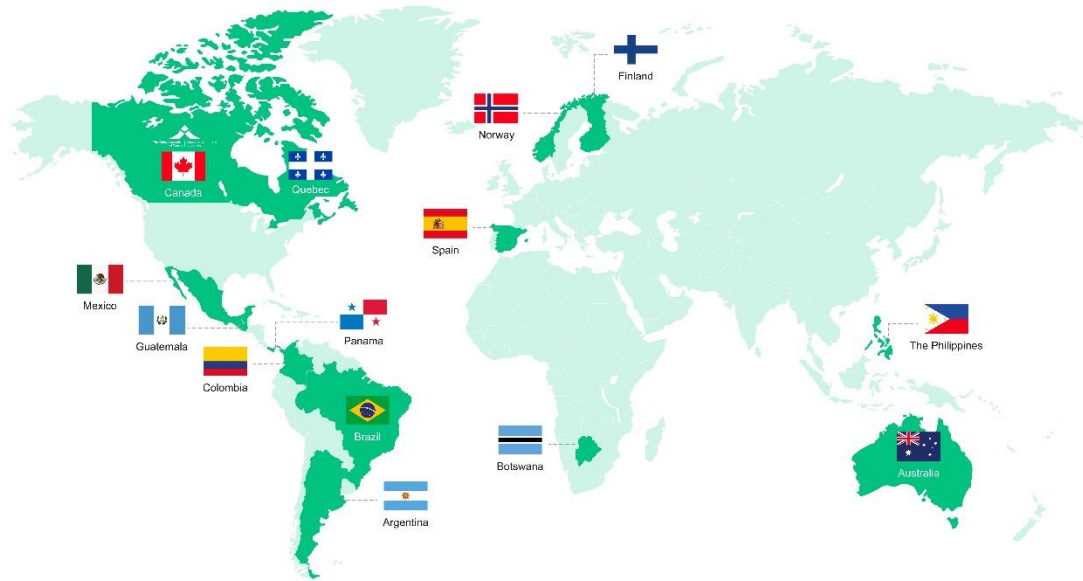 Finland
Norway
Canada
Quebec
Spain
Mexico
Guatemala
Panama
The Philippines
Colombia
Brazil
Botswana
Australia
Argentina